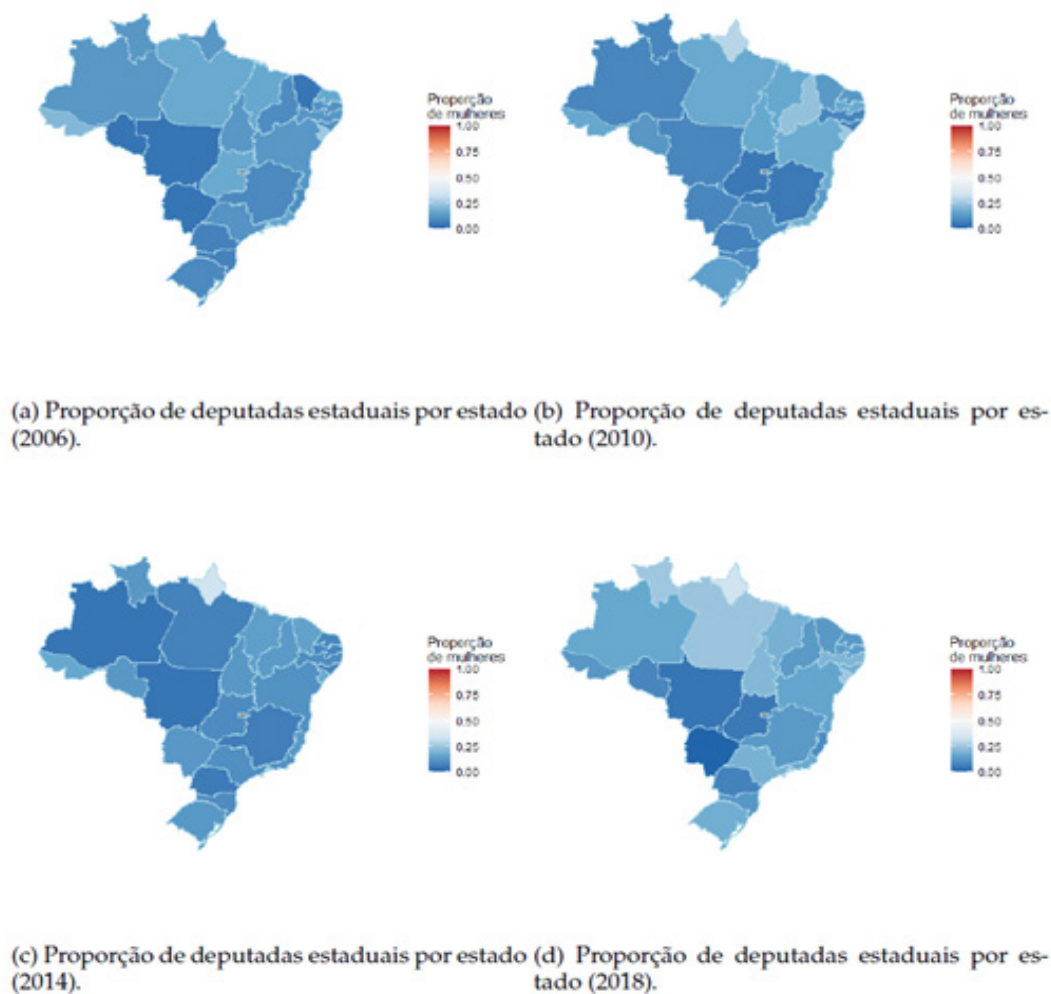 Proporção
de mulheres
1.00
0.75
0.50
0.25
0.00
Proporção
de mulheres
1.00
0.75
0.50
0.25
0.00
(a) Proporção de deputadas estaduais por estado
(2006).
(b) Proporção de deputadas estaduais por es-
tado (2010).
Proporção
de mulheres
1.00
0.75
0.50
0.25
0.00
Proporção
de mulheres
1.00
0.75
0.50
0.25
0.00
(c) Proporção de deputadas estaduais por estado
(2014).
(d) Proporção de deputadas estaduais por es-
tado (2018).